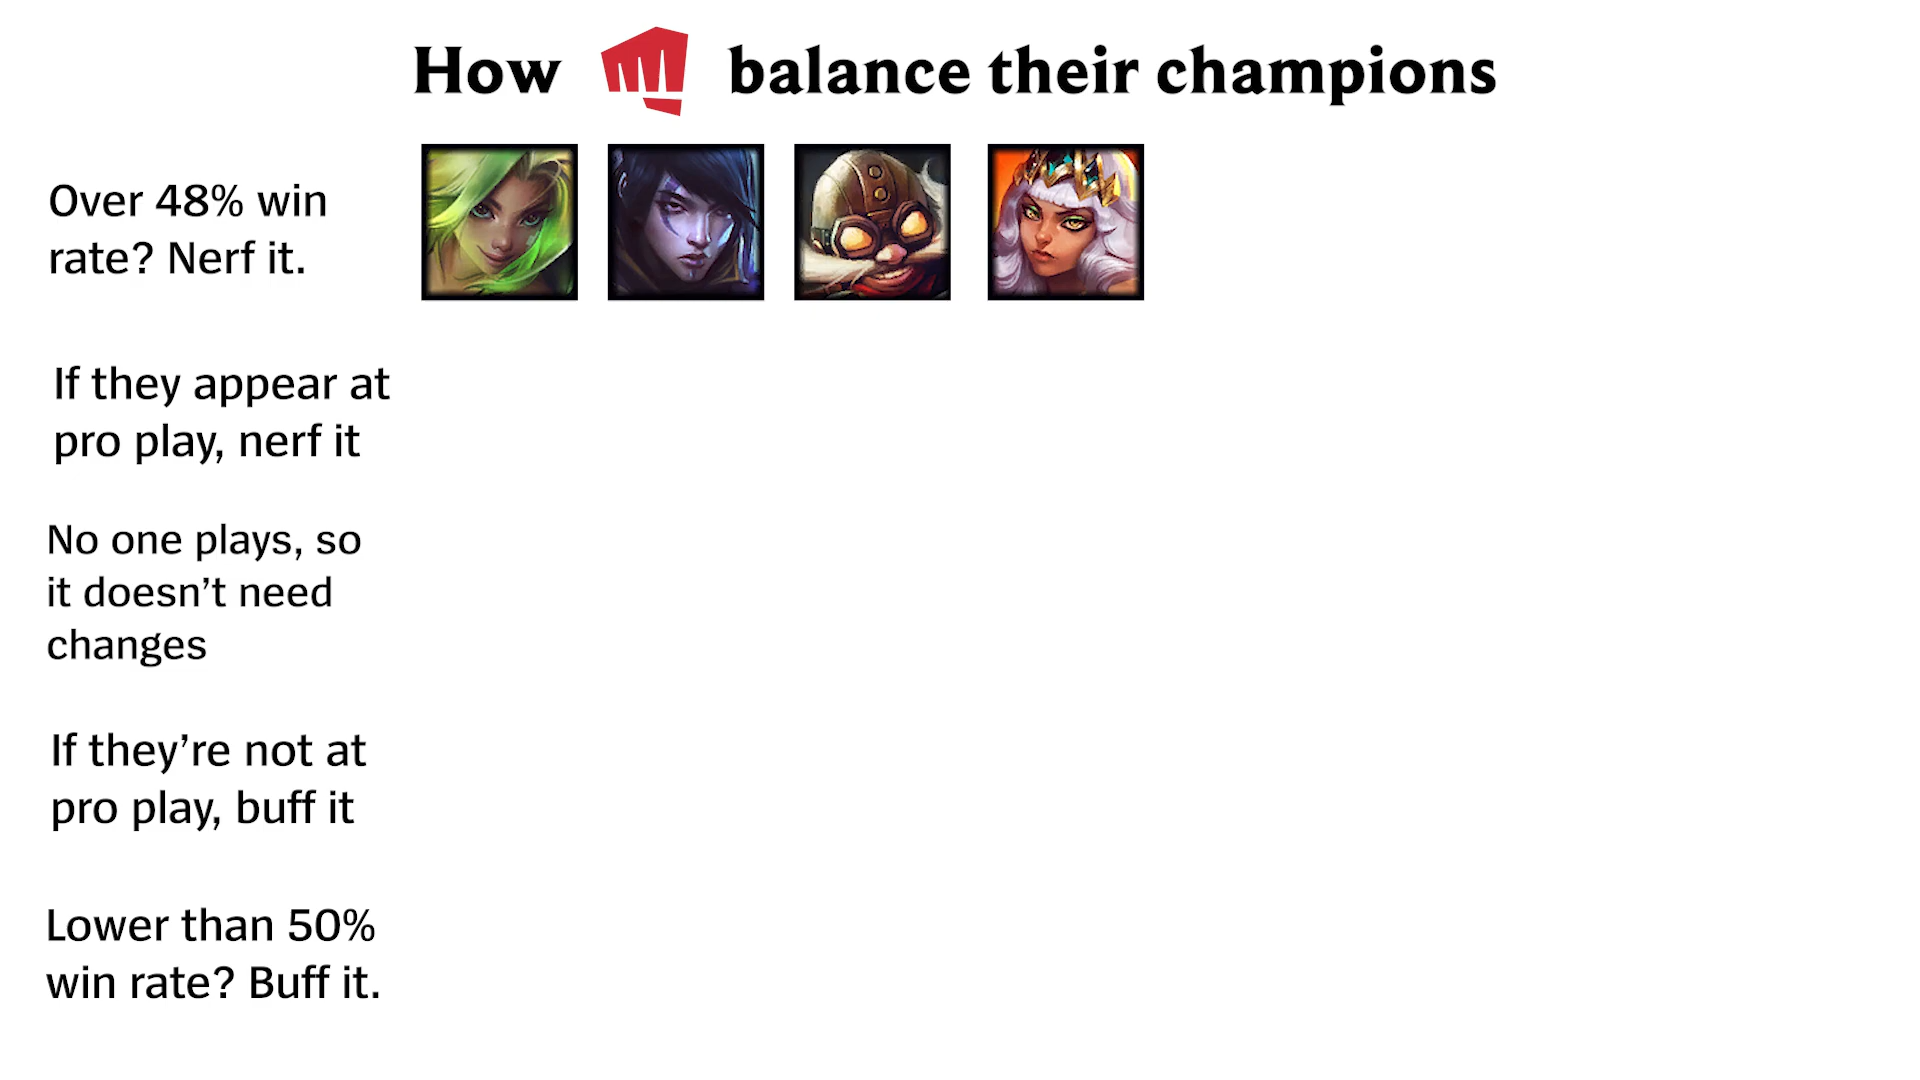 How balance their champions
Over 48% win
rate? Nerf it.
If they appear at
pro play, nerf it
No one plays, so
it doesn’t need
changes
If they’re not at
pro play, buff it
Lower than 50%
win rate? Buff it.